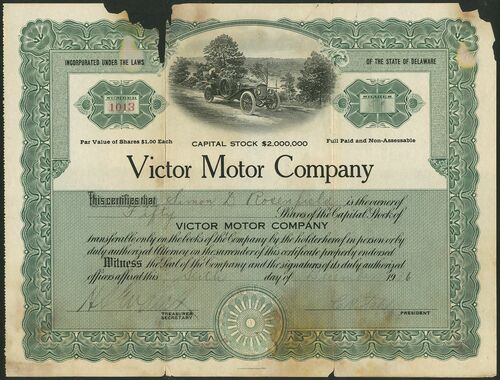 INCORPORATED UNDER THE LAWS
OF THE STATE OF DELAWARE
NUMBER
1013
SHARES
Par Value of Shares $1.00 Each
CAPITAL STOCK $2,000,000
Full Paid and Non-Assessable
Victor Motor Company
This certifies that Simon D Rosenfield is the owner of
Fifty Shares of the Capital Stock of
VICTOR MOTOR COMPANY
transferable only on the books of the Company by the holder hereof in person or by
duly authorized Attorney on the surrender of this certificate properly endorsed.
Witness the Seal of the Company and the signatures of its duly authorized
officers affixed this day of 19
TREASURER
SECRETARY
PRESIDENT